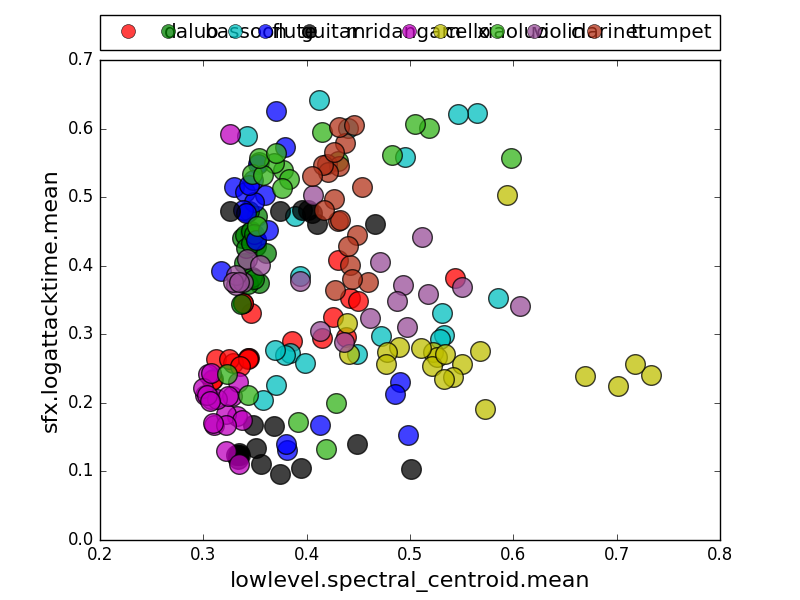 daluo bassoon flute guitar mridangam cello xiaoluo violin clarinet trumpet
0.7
0.6
0.5
0.4
0.3
0.2
0.1
0.0
sfx.logattacktime.mean
0.2 0.3 0.4 0.5 0.6 0.7 0.8
lowlevel.spectral_centroid.mean